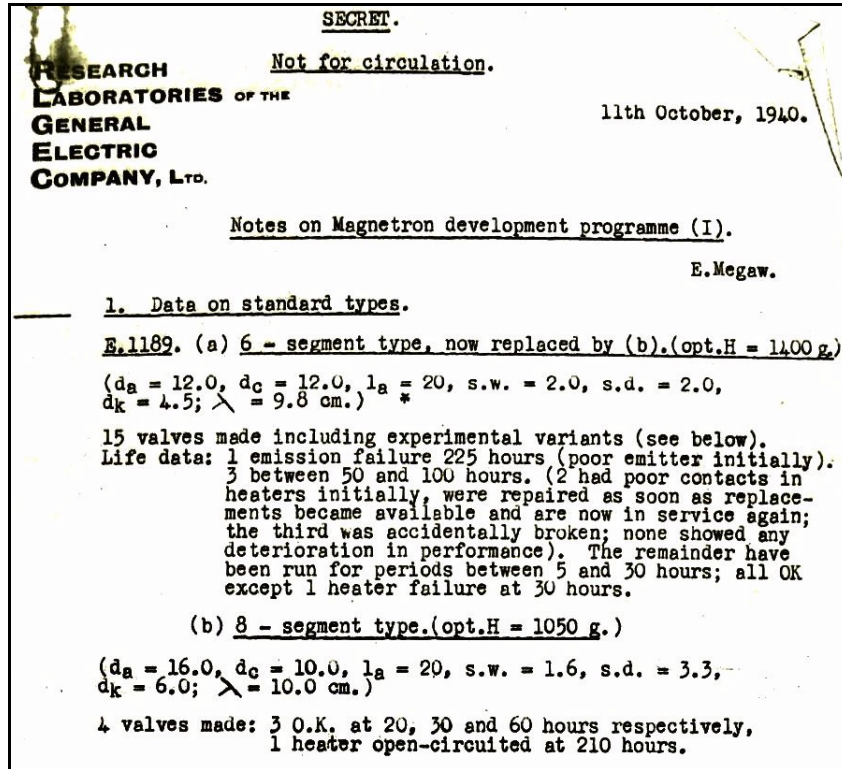 SECRET.
Not for circulation.
RESEARCH
LABORATORIES OF THE
GENERAL
ELECTRIC
COMPANY, LTD.
11th October, 1940.
Notes on Magnetron development programme (I).
E.Megaw.
1. Data on standard types.
E.1189. (a) 6 - segment type, now replaced by (b).(opt.H = 1400 g.)
(da = 12.0, dc = 12.0, la = 20, s.w. = 2.0, s.d. = 2.0,
dk = 4.5; λ = 9.8 cm.) *
15 valves made including experimental variants (see below).
Life data: 1 emission failure 225 hours (poor emitter initially).
3 between 50 and 100 hours. (2 had poor contacts in
heaters initially, were repaired as soon as replace-
ments became available and are now in service again;
the third was accidentally broken; none showed any
deterioration in performance). The remainder have
been run for periods between 5 and 30 hours; all OK
except 1 heater failure at 30 hours.
(b) 8 - segment type.(opt.H = 1050 g.)
(da = 16.0, dc = 10.0, la = 20, s.w. = 1.6, s.d. = 3.3,
dk = 6.0; λ = 10.0 cm.)
4 valves made: 3 O.K. at 20, 30 and 60 hours respectively,
1 heater open-circuited at 210 hours.